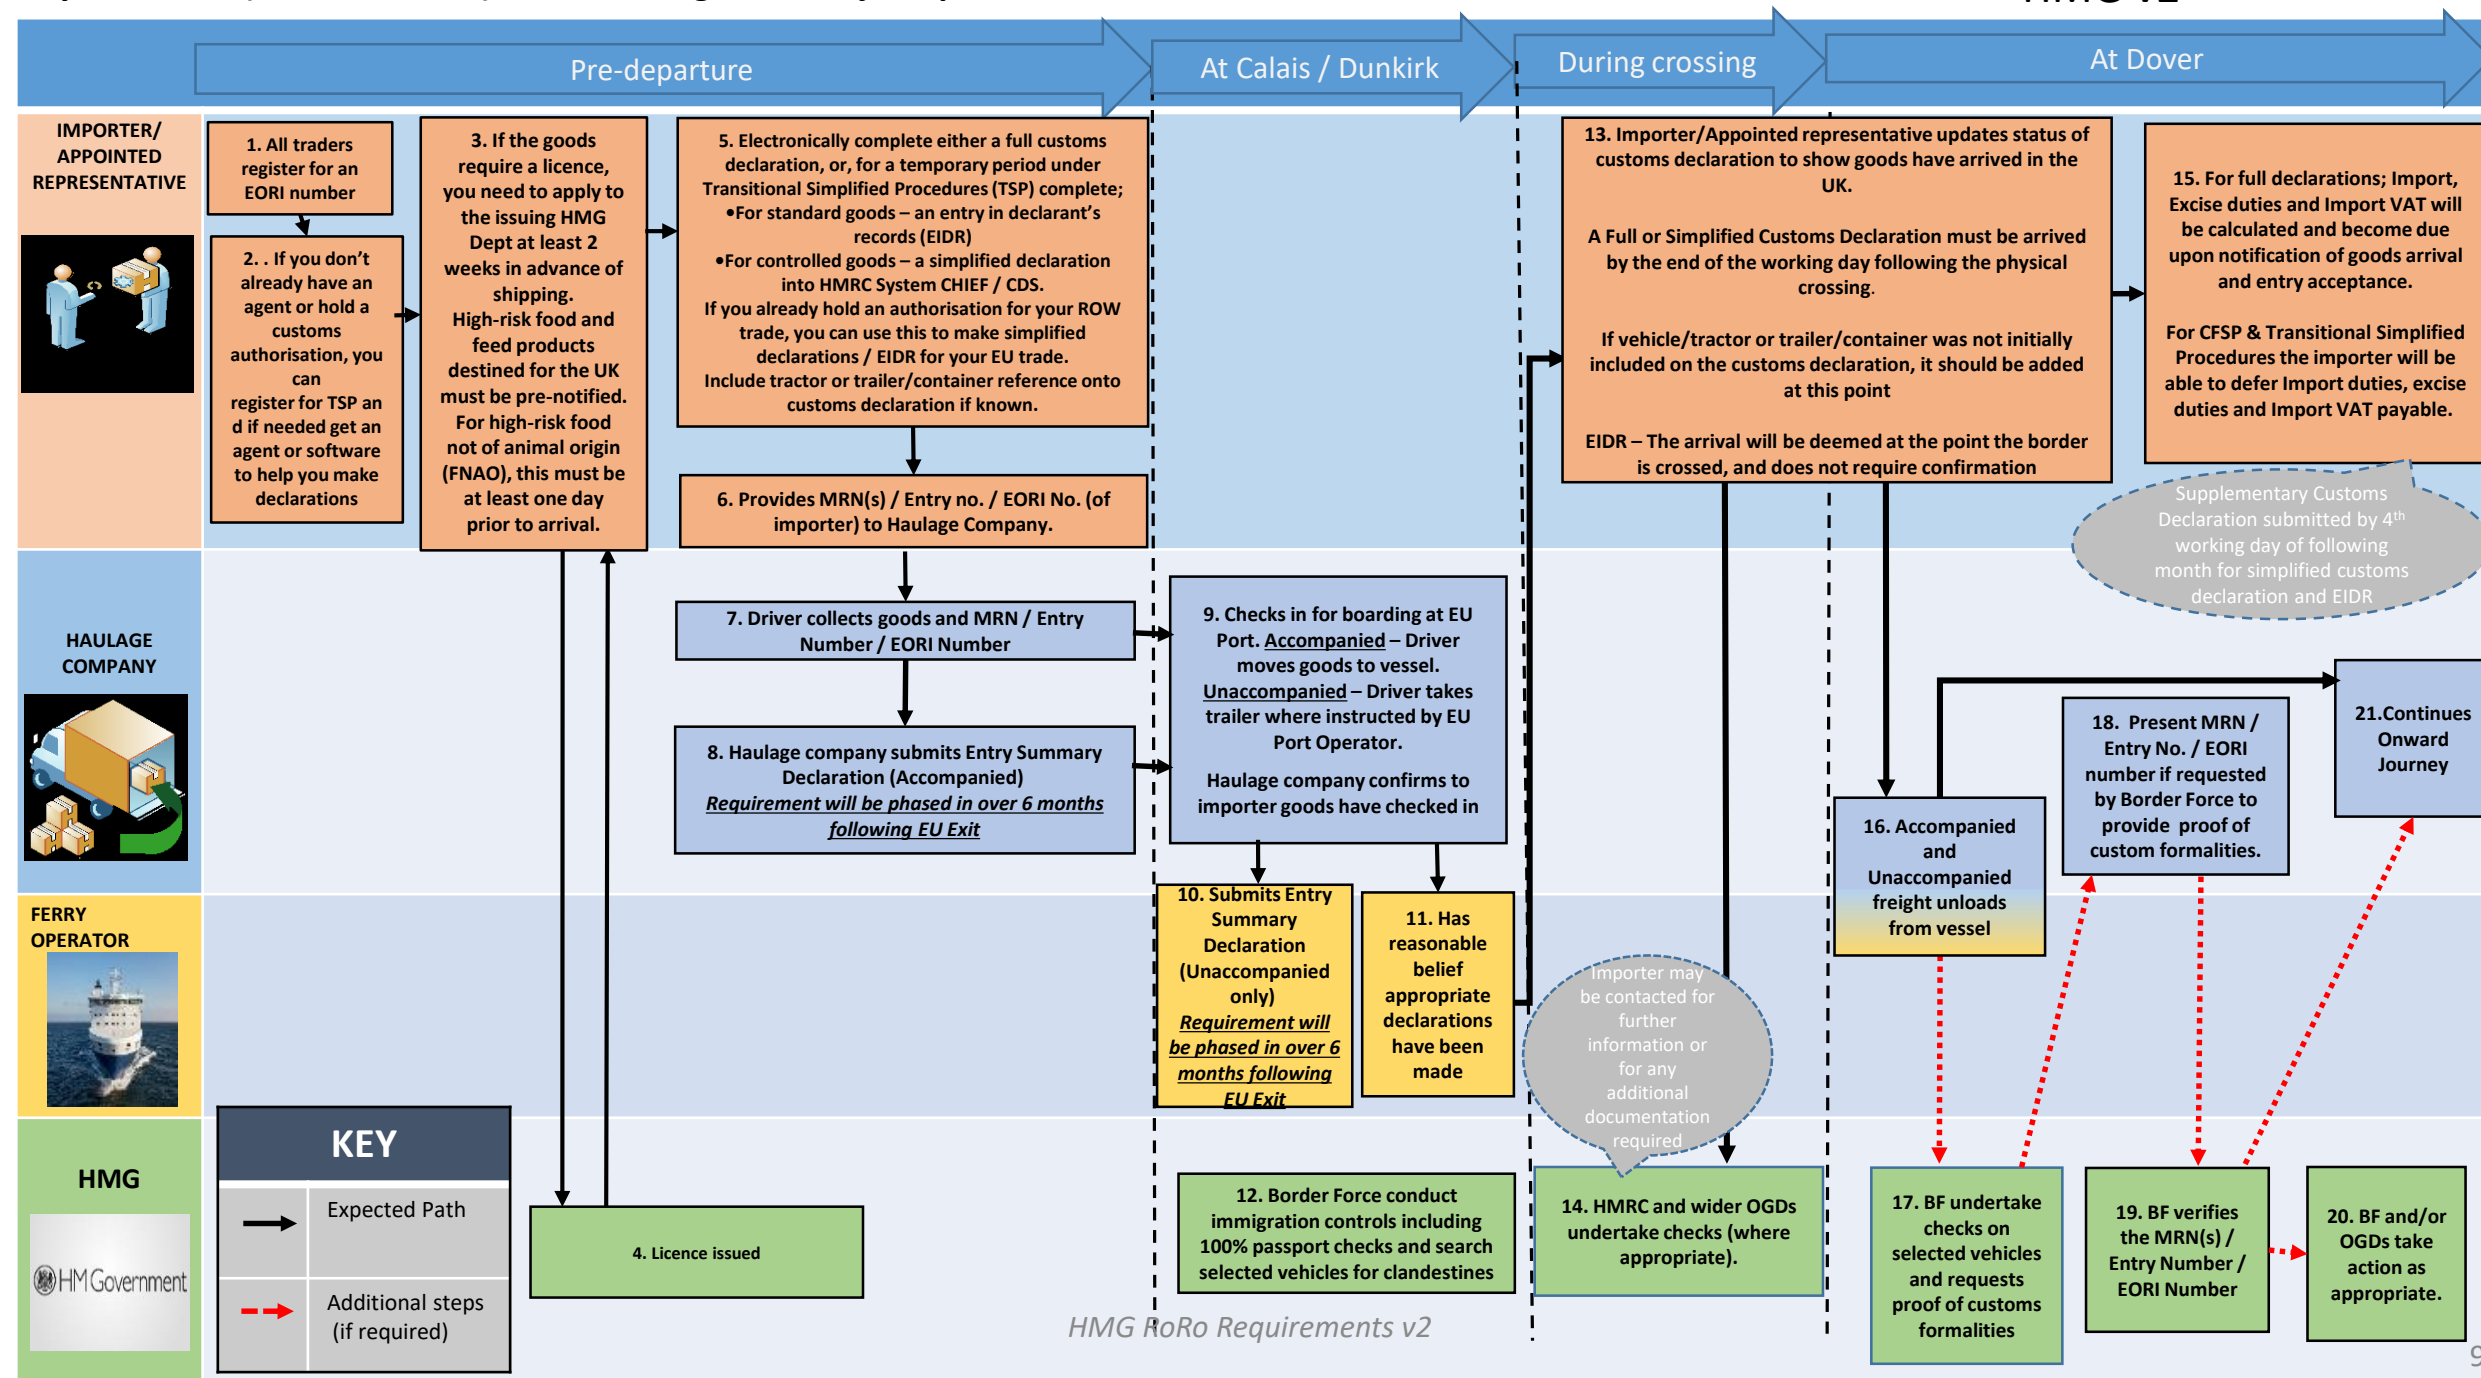 HMG v2
Pre-departure
At Calais / Dunkirk
During crossing
At Dover
IMPORTER/
APPOINTED
REPRESENTATIVE
1. All traders
register for an
EORI number
2. . If you don't
already have an
agent or hold a
customs
authorisation, you
can
register for TSP an
d if needed get an
agent or software
to help you make
declarations
3. If the goods
require a licence,
you need to apply to
the issuing HMG
Dept at least 2
weeks in advance of
shipping.
High-risk food and
feed products
destined for the UK
must be pre-notified.
For high-risk food
not of animal origin
(FNAO), this must be
at least one day
prior to arrival.
5. Electronically complete either a full customs
declaration, or, for a temporary period under
Transitional Simplified Procedures (TSP) complete;
•For standard goods – an entry in declarant's
records (EIDR)
•For controlled goods – a simplified declaration
into HMRC System CHIEF / CDS.
If you already hold an authorisation for your ROW
trade, you can use this to make simplified
declarations / EIDR for your EU trade.
Include tractor or trailer/container reference onto
customs declaration if known.
6. Provides MRN(s) / Entry no. / EORI No. (of
importer) to Haulage Company.
13. Importer/Appointed representative updates status of
customs declaration to show goods have arrived in the
UK.
A Full or Simplified Customs Declaration must be arrived
by the end of the working day following the physical
crossing.
If vehicle/tractor or trailer/container was not initially
included on the customs declaration, it should be added
at this point
EIDR – The arrival will be deemed at the point the border
is crossed, and does not require confirmation
15. For full declarations; Import,
Excise duties and Import VAT will
be calculated and become due
upon notification of goods arrival
and entry acceptance.
For CFSP & Transitional Simplified
Procedures the importer will be
able to defer Import duties, excise
duties and Import VAT payable.
Supplementary Customs
Declaration submitted by 4th
working day of following
month for simplified customs
declaration and EIDR
HAULAGE
COMPANY
7. Driver collects goods and MRN / Entry
Number / EORI Number
8. Haulage company submits Entry Summary
Declaration (Accompanied)
Requirement will be phased in over 6 months
following EU Exit
9. Checks in for boarding at EU
Port. Accompanied – Driver
moves goods to vessel.
Unaccompanied – Driver takes
trailer where instructed by EU
Port Operator.
Haulage company confirms to
importer goods have checked in
16. Accompanied
and
Unaccompanied
freight unloads
from vessel
18. Present MRN /
Entry No. / EORI
number if requested
by Border Force to
provide proof of
custom formalities.
21.Continues
Onward
Journey
FERRY
OPERATOR
10. Submits Entry
Summary
Declaration
(Unaccompanied
only)
Requirement will
be phased in over 6
months following
EU Exit
11. Has
reasonable
belief
appropriate
declarations
have been
made
Importer may
be contacted for
further
information or
for any
additional
documentation
required
HMG
HM Government
KEY
Expected Path
Additional steps
(if required)
4. Licence issued
12. Border Force conduct
immigration controls including
100% passport checks and search
selected vehicles for clandestines
14. HMRC and wider OGDs
undertake checks (where
appropriate).
17. BF undertake
checks on
selected vehicles
and requests
proof of customs
formalities
19. BF verifies
the MRN(s) /
Entry Number /
EORI Number
20. BF and/or
OGDs take
action as
appropriate.
HMG RoRo Requirements v2
9